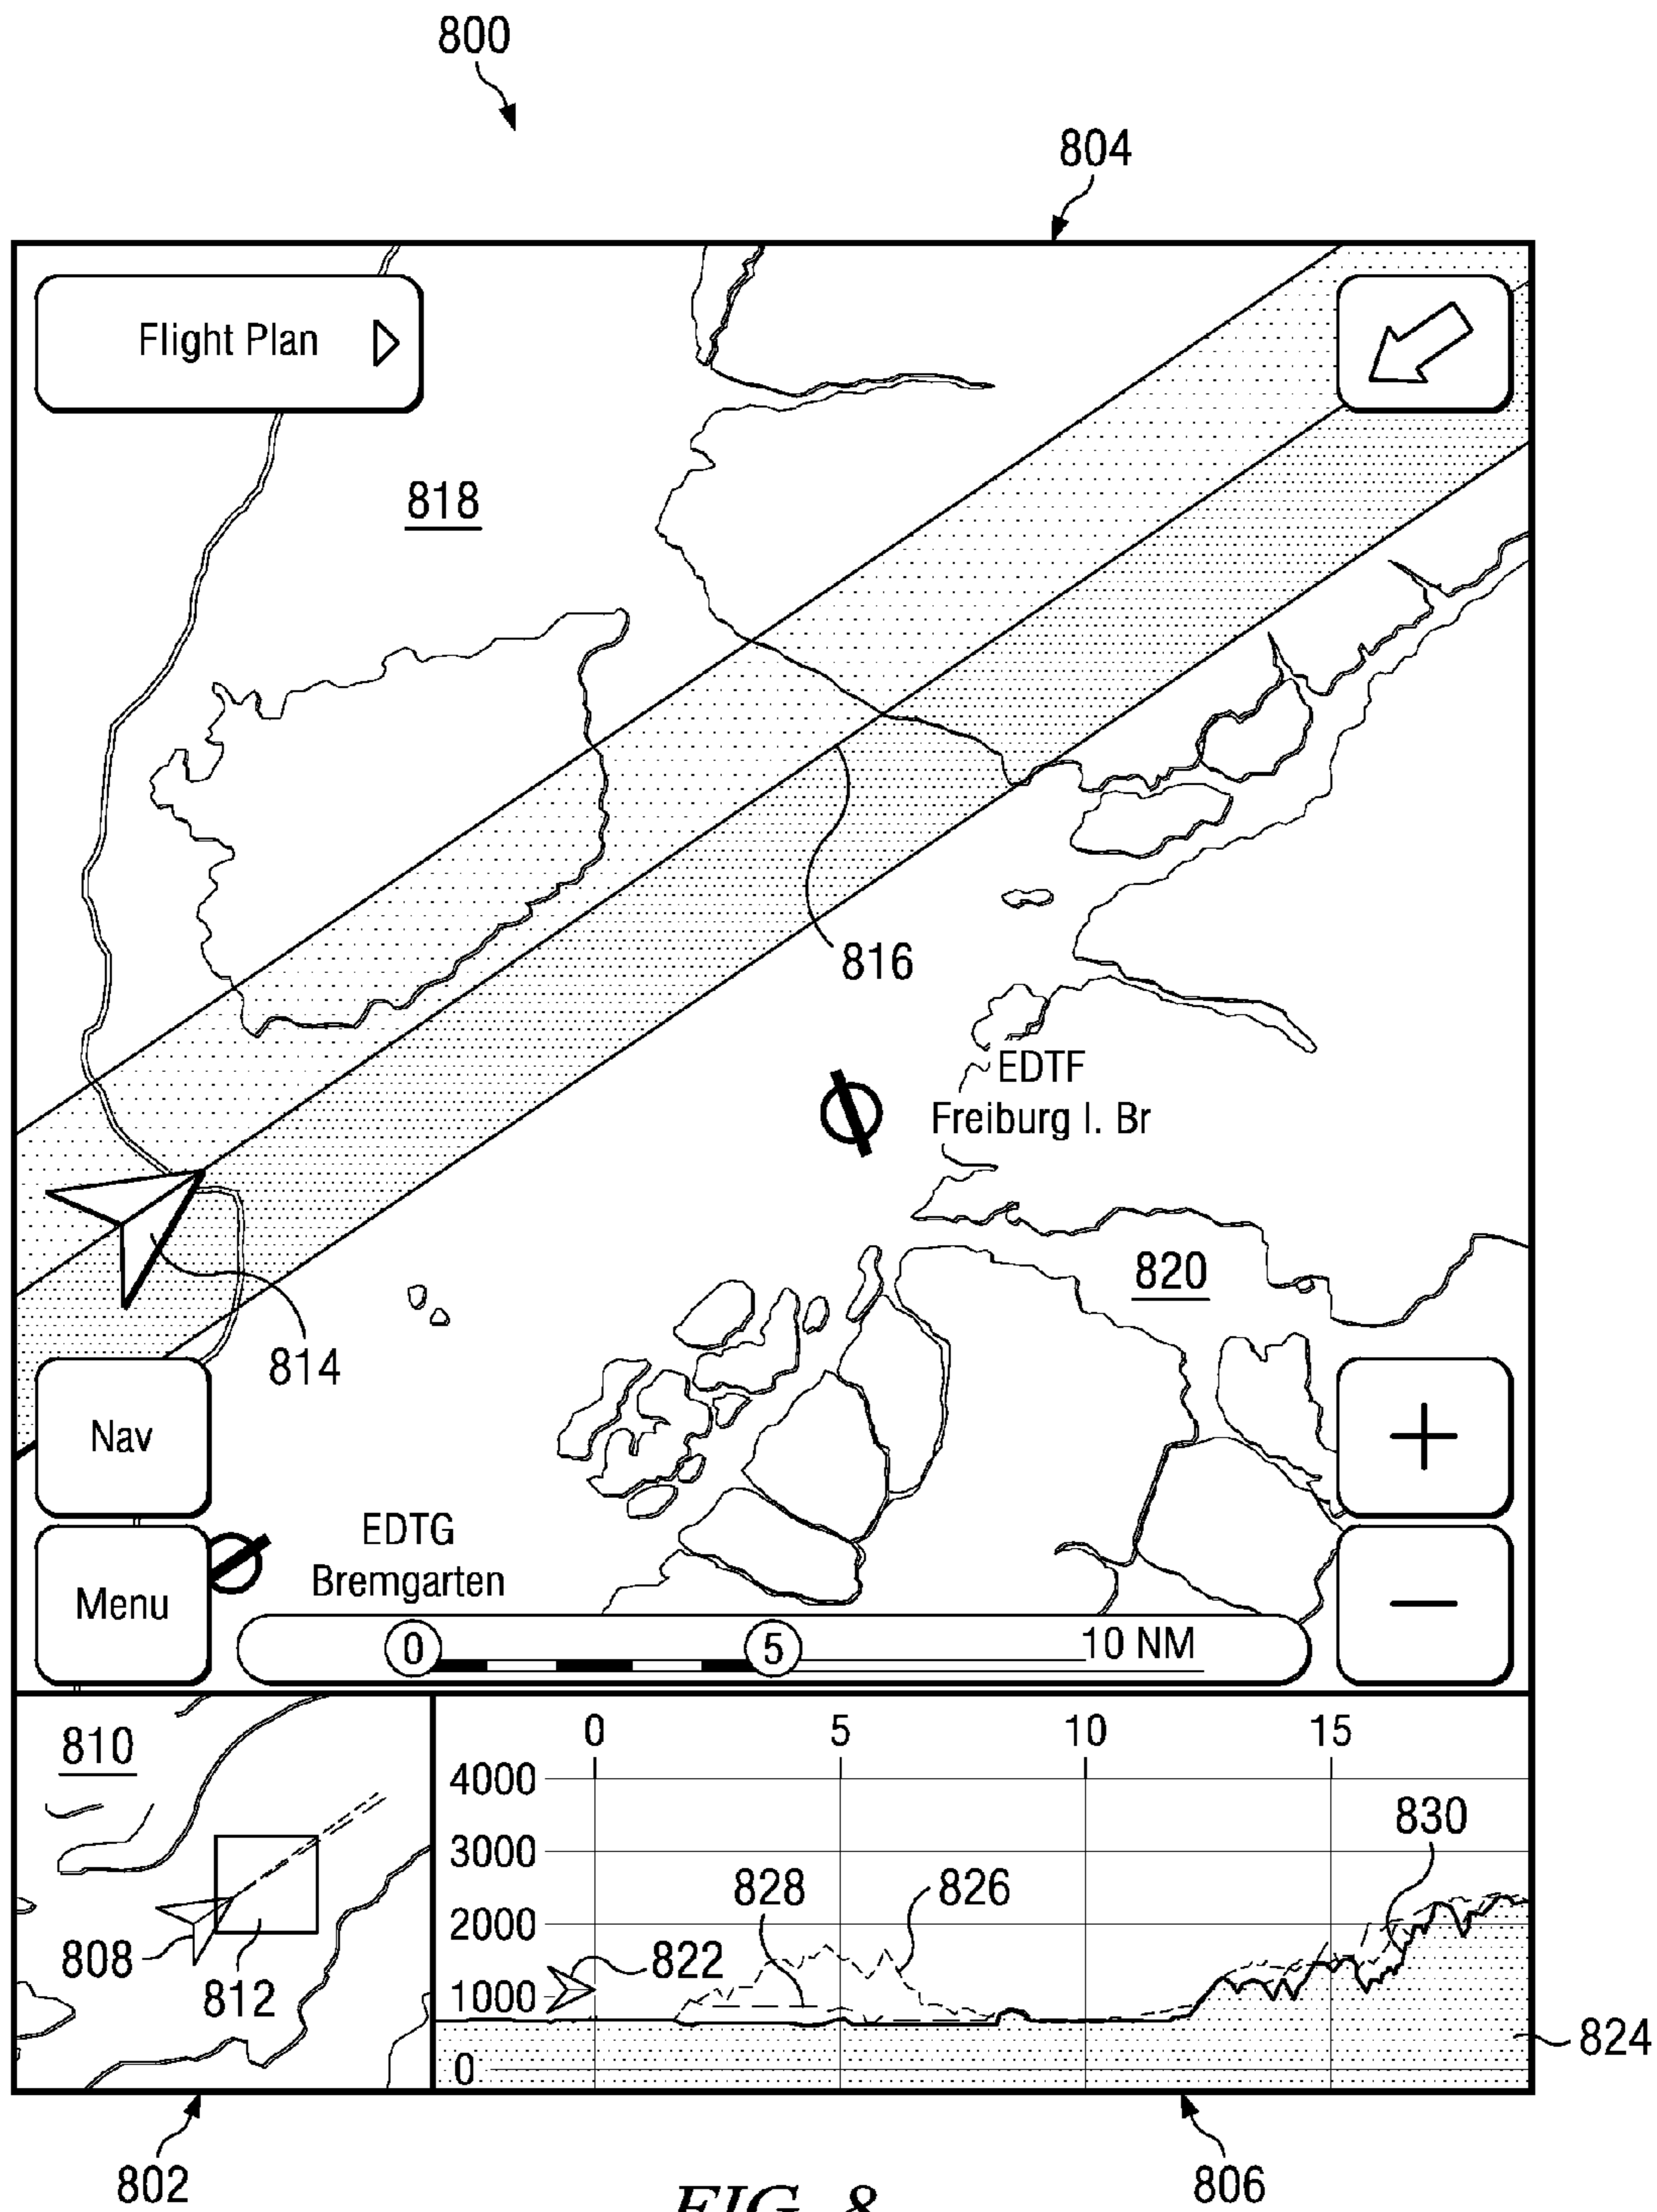 800
804
Flight Plan
818
816
EDTF
Freiburg I. Br
820
814
Nav
EDTG
Bremgarten
Menu
0 5 10 NM
810
0 5 10 15
4000
830
3000
828 826
2000
808 822
812 1000
824
0
802 806
FIG. 8